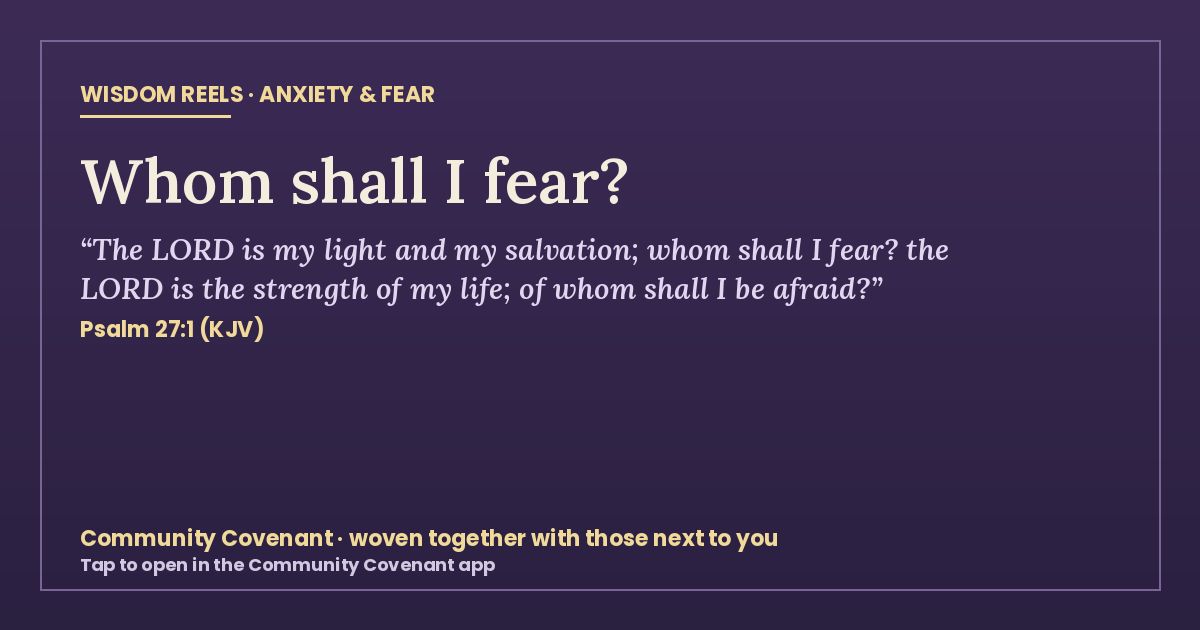 WISDOM REELS · ANXIETY & FEAR
Whom shall I fear?
“The LORD is my light and my salvation; whom shall I fear? the
LORD is the strength of my life; of whom shall I be afraid?”
Psalm 27:1 (KJV)
Community Covenant · woven together with those next to you
Tap to open in the Community Covenant app